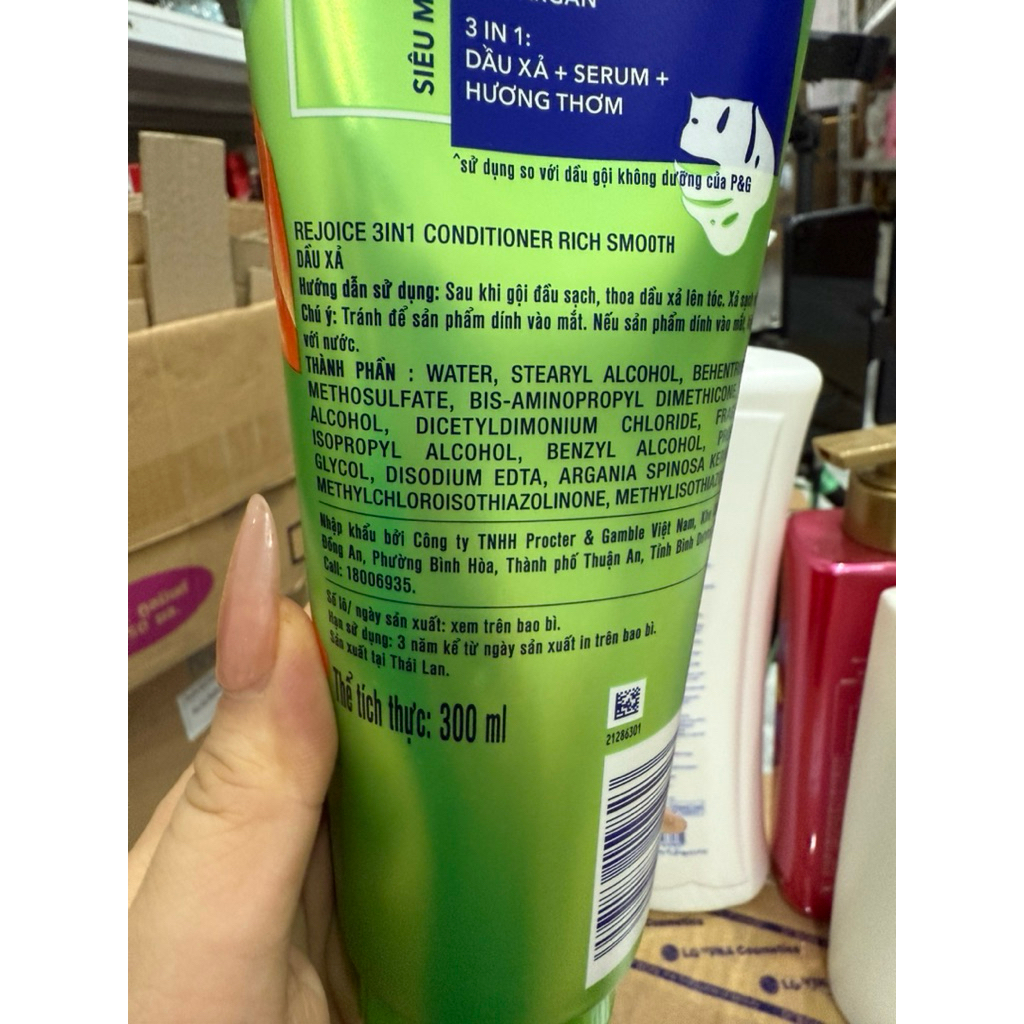 SIÊU
3 IN 1:
DẦU XẢ + SERUM +
HƯƠNG THƠM
^sử dụng so với dầu gội không dưỡng của P&G
REJOICE 3IN1 CONDITIONER RICH SMOOTH
DẦU XẢ
Hướng dẫn sử dụng: Sau khi gội đầu sạch, thoa dầu xả lên tóc. Xả sạch
Chú ý: Tránh để sản phẩm dính vào mắt. Nếu sản phẩm dính vào mắt,
với nước.
THÀNH PHẦN : WATER, STEARYL ALCOHOL,
METHOSULFATE, BIS-AMINOPROPYL DIMETHICONE,
ALCOHOL, DICETYLDIMONIUM CHLORIDE,
ISOPROPYL ALCOHOL, BENZYL ALCOHOL,
GLYCOL, DISODIUM EDTA, ARGANIA SPINOSA
METHYLCHLOROISOTHIAZOLINONE,
Nhập khẩu bởi Công ty TNHH Procter & Gamble Việt Nam,
Đồng An, Phường Bình Hòa, Thành phố Thuận An, Tỉnh Bình
Call: 18006935.
Số lô/ ngày sản xuất: xem trên bao bì.
Hạn sử dụng: 3 năm kể từ ngày sản xuất in trên bao bì.
Sản xuất tại Thái Lan.
Thể tích thực: 300 ml
21286301
LG VINA Cosmetics